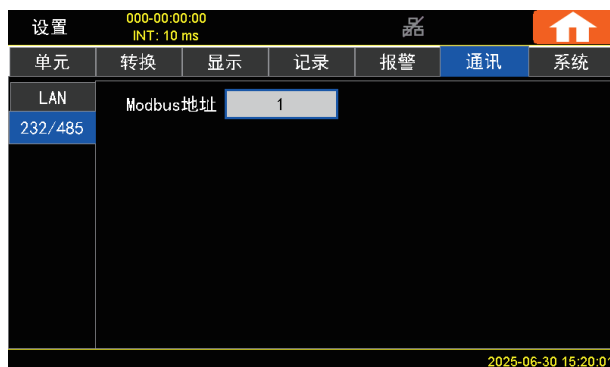 设置
000-00:00:00
INT: 10 ms
单元 转换 显示 记录 报警 通讯 系统
LAN
232/485
Modbus地址 1
2025-06-30 15:20:01